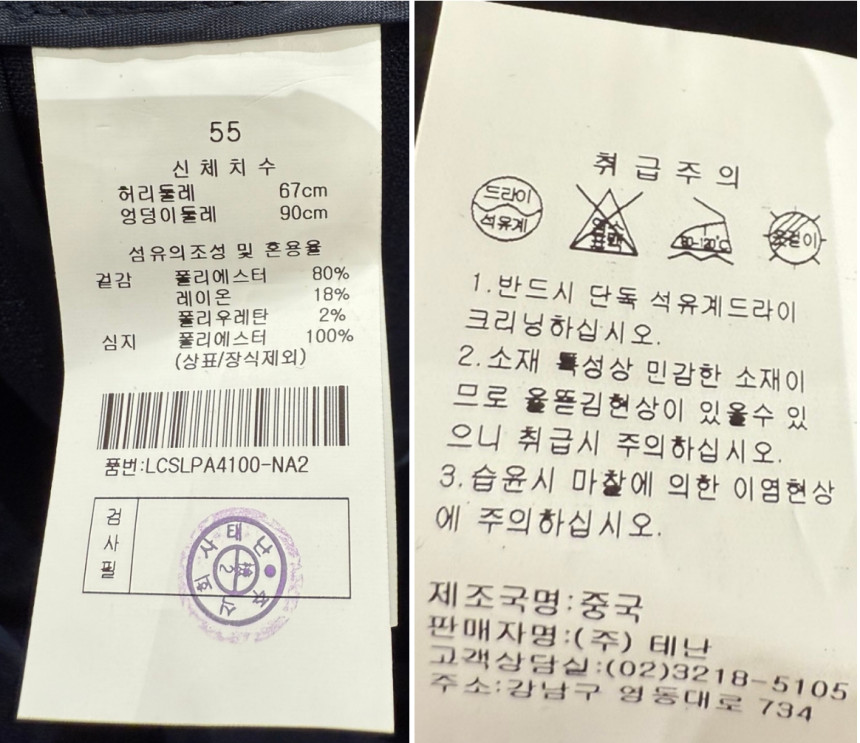 55
신체치수
허리둘레 67cm
엉덩이둘레 90cm
섬유의조성 및 혼용율
겉감 폴리에스터 80%
레이온 18%
폴리우레탄 2%
심지 폴리에스터 100%
(상표/장식제외)
품번:LCSLPA4100-NA2
검사필
취급주의
드라이
석유계
염소
표백
80-120℃
옷걸이
1.반드시 단독 석유계드라이
크리닝하십시오.
2.소재 특성상 민감한 소재이
므로 올뜯김현상이 있을수 있
으니 취급시 주의하십시오.
3.습윤시 마찰에 의한 이염현상
에 주의하십시오.
제조국명:중국
판매자명:(주) 테난
고객상담실:(02)3218-5105
주소:강남구 영동대로 734